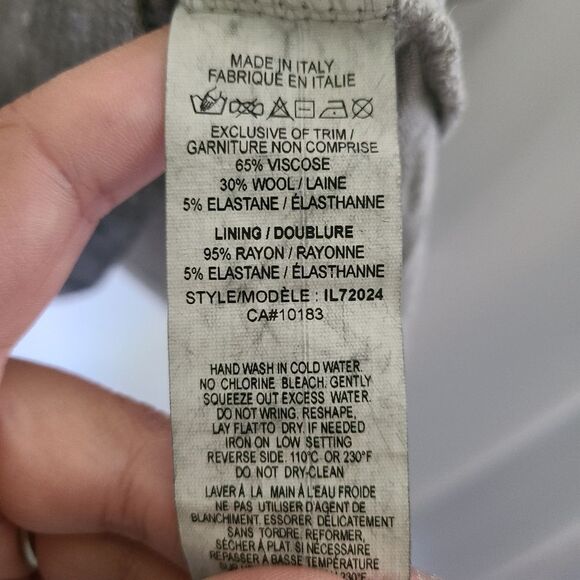 MADE IN ITALY
FABRIQUÉ EN ITALIE
EXCLUSIVE OF TRIM /
GARNITURE NON COMPRISE
65% VISCOSE
30% WOOL / LAINE
5% ELASTANE / ÉLASTHANNE
LINING / DOUBLURE
95% RAYON / RAYONNE
5% ELASTANE / ÉLASTHANNE
STYLE/MODÈLE : IL72024
CA#10183
HAND WASH IN COLD WATER.
NO CHLORINE BLEACH. GENTLY
SQUEEZE OUT EXCESS WATER.
DO NOT WRING. RESHAPE,
LAY FLAT TO DRY. IF NEEDED
IRON ON LOW SETTING
REVERSE SIDE. 110°C OR 230°F
DO NOT DRY-CLEAN
LAVER À LA MAIN À L'EAU FROIDE
NE PAS UTILISER D'AGENT DE
BLANCHIMENT. ESSORER DÉLICATEMENT
SANS TORDRE. REFORMER,
SÉCHER À PLAT. SI NÉCESSAIRE
REPASSER À BASSE TEMPÉRATURE
230°F